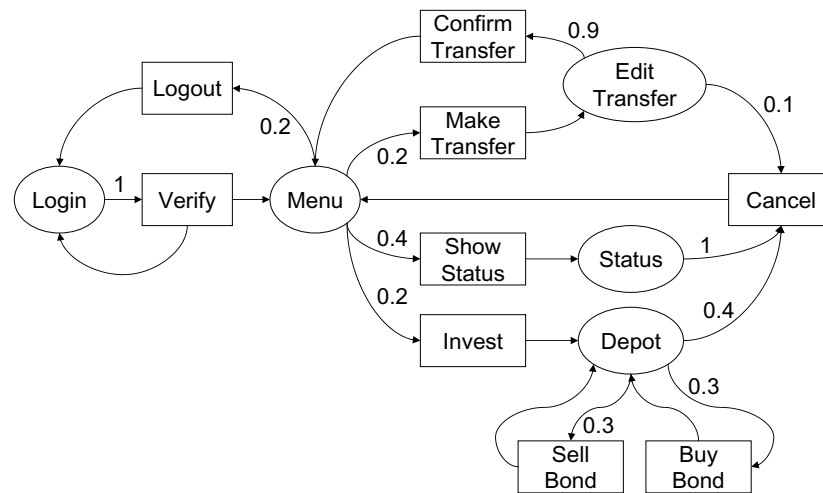 Confirm
Transfer
0.9
Edit
Transfer
Logout
0.2
Make
Transfer
0.2
0.1
Login
1
Verify
Menu
Cancel
0.4
Show
Status
Status
1
0.2
Invest
Depot
0.4
0.3
0.3
Sell
Bond
Buy
Bond